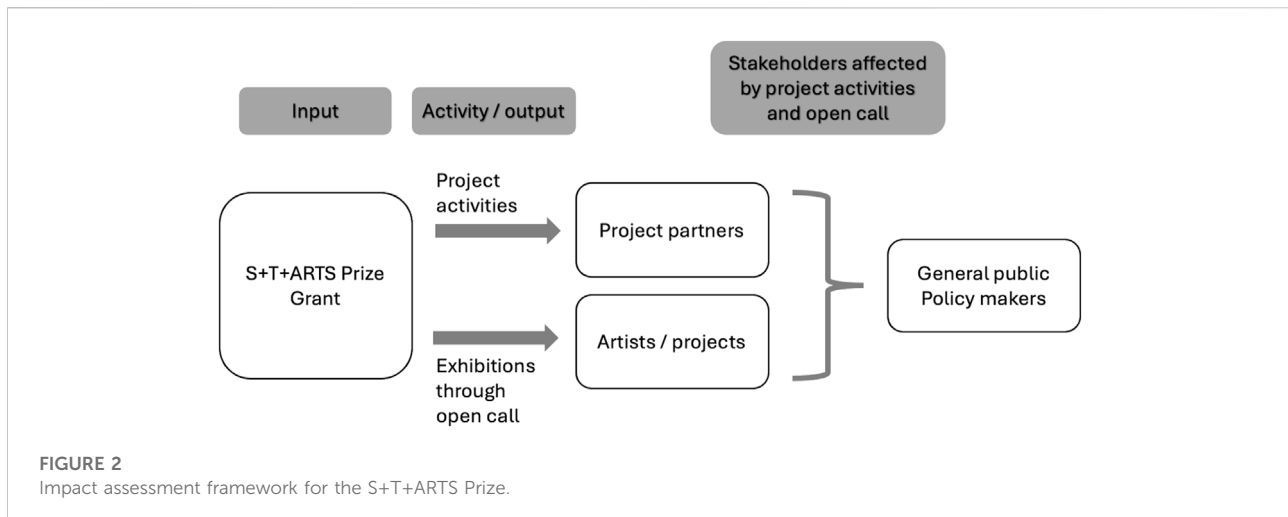 Stakeholders affected
by project activities
and open call
Input
Activity / output
Project
activities
S+T+ARTS Prize
Grant
Project partners
General public
Policy makers
Artists / projects
Exhibitions
through
open call
FIGURE 2
Impact assessment framework for the S+T+ARTS Prize.